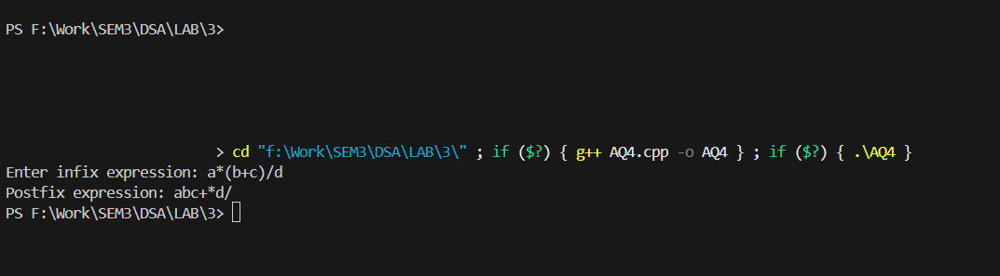 PS F:\Work\SEM3\DSA\LAB\3>
> cd "f:\Work\SEM3\DSA\LAB\3\" ; if ($?) { g++ AQ4.cpp -o AQ4 } ; if ($?) { .\AQ4 }
Enter infix expression: a*(b+c)/d
Postfix expression: abc+*d/
PS F:\Work\SEM3\DSA\LAB\3>